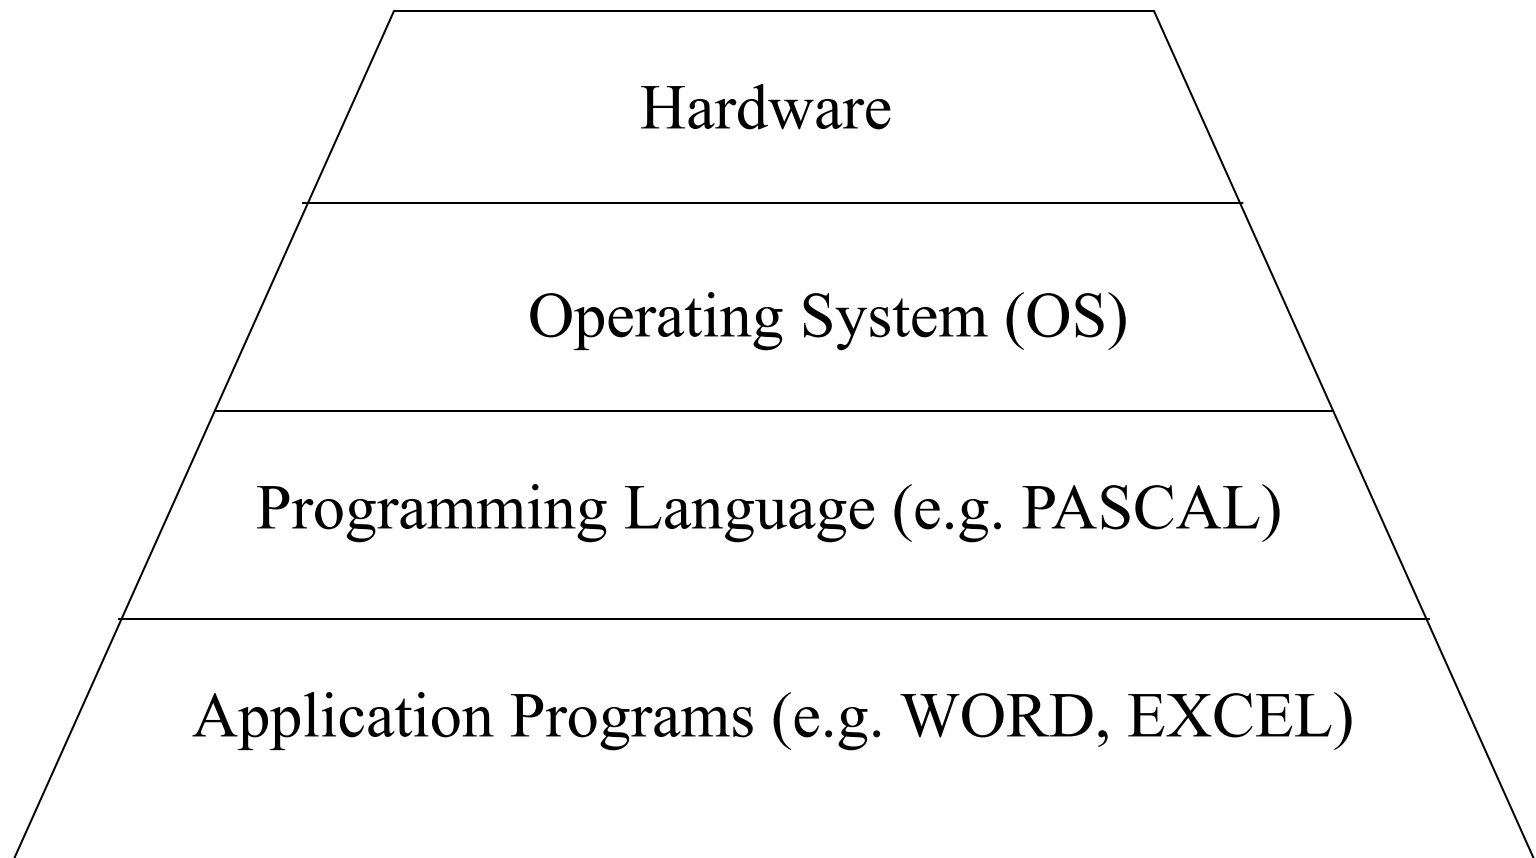 Hardware
Operating System (OS)
Programming Language (e.g. PASCAL)
Application Programs (e.g. WORD, EXCEL)